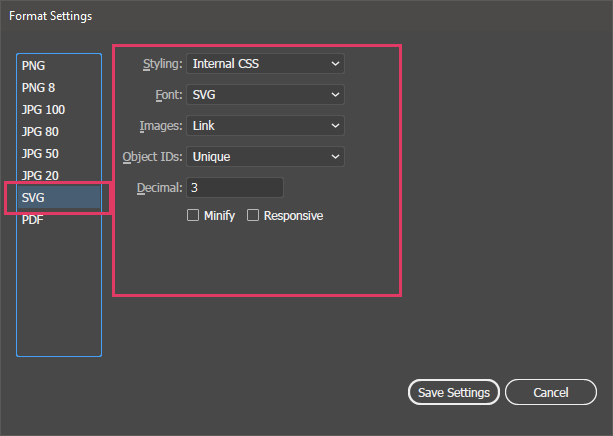 Format Settings
PNG
PNG 8
JPG 100
JPG 80
JPG 50
JPG 20
SVG
PDF
Styling: Internal CSS
Font: SVG
Images: Link
Object IDs: Unique
Decimal: 3
Minify Responsive
Save Settings Cancel